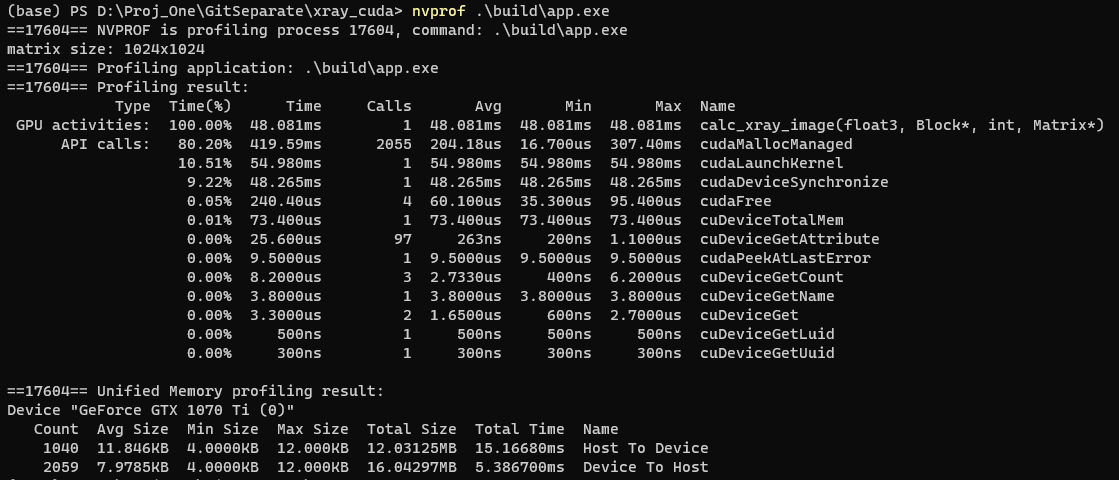 (base) PS D:\Proj_One\GitSeparate\xray_cuda> nvprof .\build\app.exe
==17604== NVPROF is profiling process 17604, command: .\build\app.exe
matrix size: 1024x1024
==17604== Profiling application: .\build\app.exe
==17604== Profiling result:
Type Time(%) Time Calls Avg Min Max Name
GPU activities: 100.00% 48.081ms 1 48.081ms 48.081ms 48.081ms calc_xray_image(float3, Block*, int, Matrix*)
API calls: 80.20% 419.59ms 2055 204.18us 16.700us 307.40ms cudaMallocManaged
10.51% 54.980ms 1 54.980ms 54.980ms 54.980ms cudaLaunchKernel
9.22% 48.265ms 1 48.265ms 48.265ms 48.265ms cudaDeviceSynchronize
0.05% 240.40us 4 60.100us 35.300us 95.400us cudaFree
0.01% 73.400us 1 73.400us 73.400us 73.400us cuDeviceTotalMem
0.00% 25.600us 97 263ns 200ns 1.1000us cuDeviceGetAttribute
0.00% 9.5000us 1 9.5000us 9.5000us 9.5000us cudaPeekAtLastError
0.00% 8.2000us 3 2.7330us 400ns 6.2000us cuDeviceGetCount
0.00% 3.8000us 1 3.8000us 3.8000us 3.8000us cuDeviceGetName
0.00% 3.3000us 2 1.6500us 600ns 2.7000us cuDeviceGet
0.00% 500ns 1 500ns 500ns 500ns cuDeviceGetLuid
0.00% 300ns 1 300ns 300ns 300ns cuDeviceGetUuid
==17604== Unified Memory profiling result:
Device "GeForce GTX 1070 Ti (0)"
Count Avg Size Min Size Max Size Total Size Total Time Name
1040 11.846KB 4.0000KB 12.000KB 12.03125MB 15.16680ms Host To Device
2059 7.9785KB 4.0000KB 12.000KB 16.04297MB 5.386700ms Device To Host